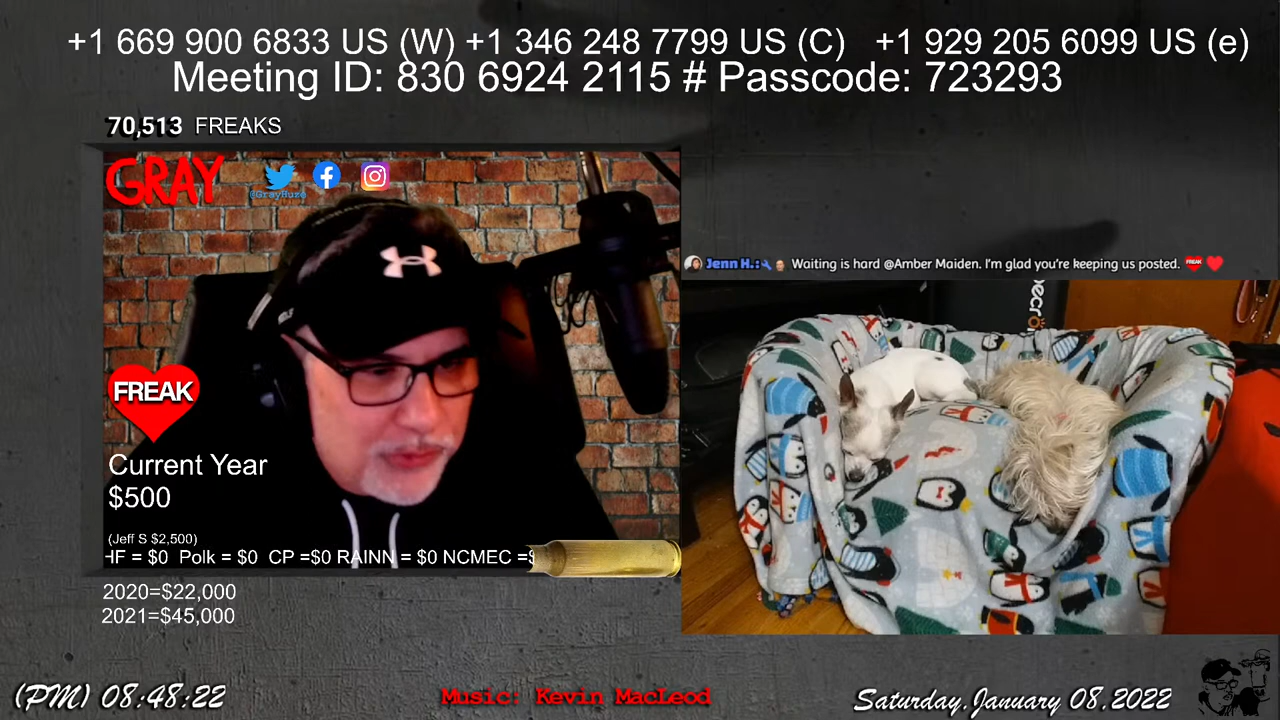 +1 669 900 6833 US (W) +1 346 248 7799 US (C) +1 929 205 6099 US (e)
Meeting ID: 830 6924 2115 # Passcode: 723293
70,513 FREAKS
GRAY
@GrayHuze
Jenn H.: Waiting is hard @Amber Maiden. I'm glad you're keeping us posted. FREAK
FREAK
Current Year
$500
(Jeff S $2,500)
HF = $0 Polk = $0 CP =$0 RAINN = $0 NCMEC =$
2020=$22,000
2021=$45,000
(PM) 08:48:22
Music: Kevin MacLeod
Saturday, January 08, 2022